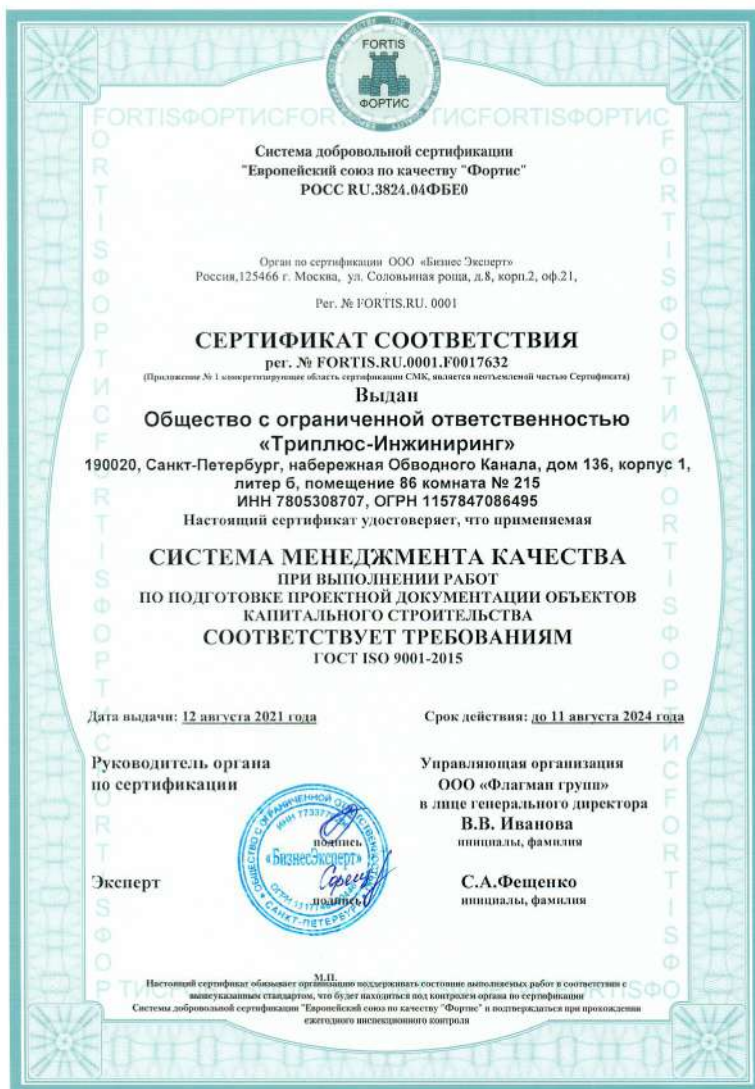 FORTIS
ФОРТИС
FORTISФОРТИСFOR ТИСFORTISФОРТИС
Система добровольной сертификации
"Европейский союз по качеству "Фортис"
РОСС RU.3824.04ФБЕ0
Орган по сертификации ООО «Бизнес Эксперт»
Россия,125466 г. Москва, ул. Соловьиная роща, д.8, корп.2, оф.21,
Рег. № FORTIS.RU. 0001
СЕРТИФИКАТ СООТВЕТСТВИЯ
рег. № FORTIS.RU.0001.F0017632
(Приложение № 1 конкретизирующее область сертификации СМК, является неотъемлемой частью Сертификата)
Выдан
Общество с ограниченной ответственностью
«Триплюс-Инжиниринг»
190020, Санкт-Петербург, набережная Обводного Канала, дом 136, корпус 1,
литер б, помещение 86 комната № 215
ИНН 7805308707, ОГРН 1157847086495
Настоящий сертификат удостоверяет, что применяемая
СИСТЕМА МЕНЕДЖМЕНТА КАЧЕСТВА
ПРИ ВЫПОЛНЕНИИ РАБОТ
ПО ПОДГОТОВКЕ ПРОЕКТНОЙ ДОКУМЕНТАЦИИ ОБЪЕКТОВ
КАПИТАЛЬНОГО СТРОИТЕЛЬСТВА
СООТВЕТСТВУЕТ ТРЕБОВАНИЯМ
ГОСТ ISO 9001-2015
Дата выдачи: 12 августа 2021 года Срок действия: до 11 августа 2024 года
Руководитель органа Управляющая организация
по сертификации ООО «Флагман групп»
в лице генерального директора
В.В. Иванова
подпись инициалы, фамилия
«БизнесЭксперт»
Эксперт С.А.Фещенко
подпись инициалы, фамилия
ОБЩЕСТВО С ОГРАНИЧЕННОЙ ОТВЕТСТВЕННОСТЬЮ
САНКТ-ПЕТЕРБУРГ
М.П.
Настоящий сертификат обязывает организацию поддерживать состояние выполняемых работ в соответствии с
вышеуказанным стандартом, что будет находиться под контролем органа по сертификации
Системы добровольной сертификации "Европейский союз по качеству "Фортис" и подтверждаться при прохождении
ежегодного инспекционного контроля